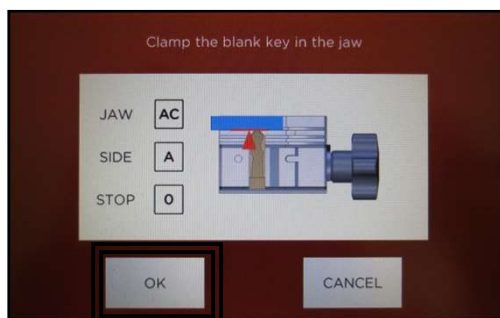 Clamp the blank key in the jaw
JAW AC
SIDE A
STOP 0
OK CANCEL